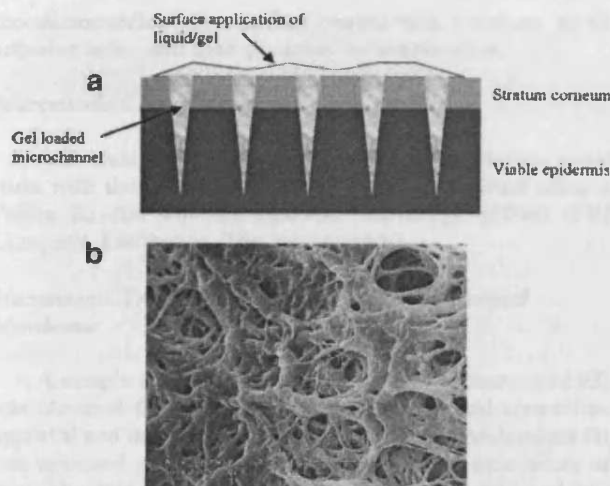 Surface application of
liquid/gel
a
Stratum corneum
Gel loaded
microchannel
Viable epidermis
b